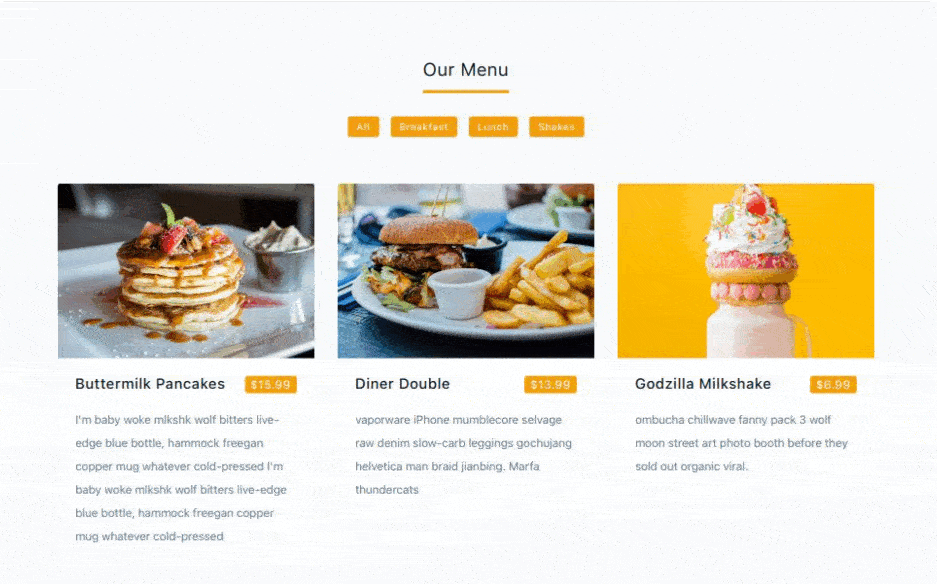 Our Menu
All Breakfast Lunch Shakes
Buttermilk Pancakes $15.99
I'm baby woke mlkshk wolf bitters live-
edge blue bottle, hammock freegan
copper mug whatever cold-pressed I'm
baby woke mlkshk wolf bitters live-edge
blue bottle, hammock freegan copper
mug whatever cold-pressed
Diner Double $13.99
vaporware iPhone mumblecore selvage
raw denim slow-carb leggings gochujang
helvetica man braid jianbing. Marfa
thundercats
Godzilla Milkshake $6.99
ombucha chillwave fanny pack 3 wolf
moon street art photo booth before they
sold out organic viral.